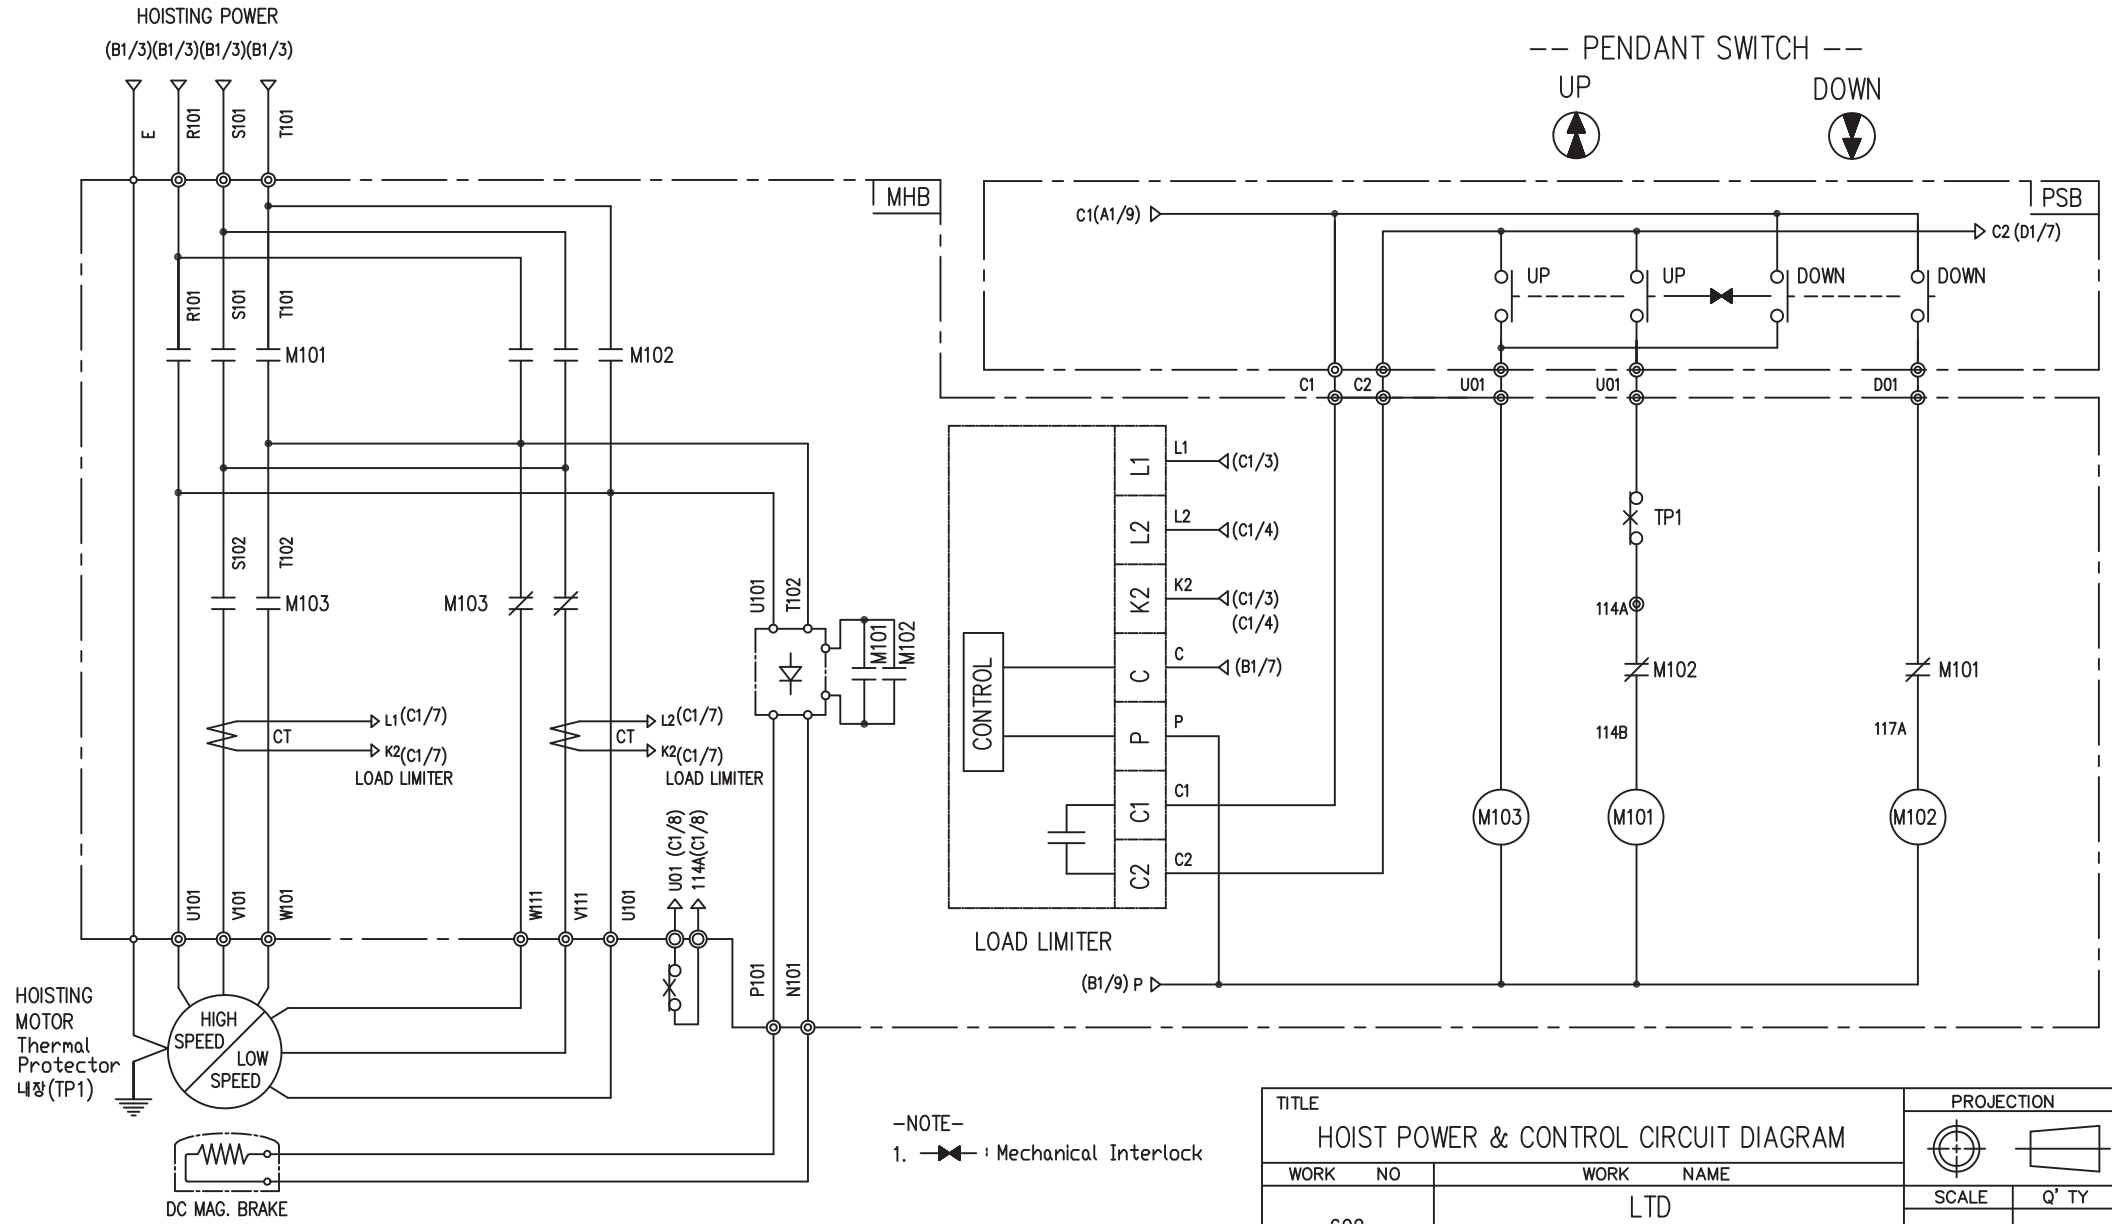 HOISTING POWER
(B1/3)(B1/3)(B1/3)(B1/3)
E
R101
S101
T101
MHB
R101
S101
T101
M101
M102
S102
T102
M103
M103
U101
T102
M101
M102
CT
L1(C1/7)
K2(C1/7)
LOAD LIMITER
CT
L2(C1/7)
K2(C1/7)
LOAD LIMITER
U101
V101
W101
W111
V111
U101
U01 (C1/8)
114A(C1/8)
P101
N101
HOISTING
MOTOR
Thermal
Protector
내장(TP1)
HIGH
SPEED
LOW
SPEED
DC MAG. BRAKE
-- PENDANT SWITCH --
UP
DOWN
PSB
C1(A1/9)
C2 (D1/7)
UP
UP
DOWN
DOWN
C1
C2
U01
U01
D01
L1
L1
(C1/3)
L2
L2
(C1/4)
K2
K2
(C1/3)
(C1/4)
C
C
(B1/7)
P
P
C1
C1
C2
C2
CONTROL
LOAD LIMITER
(B1/9) P
TP1
114A
M102
114B
M101
117A
M103
M101
M102
-NOTE-
1. : Mechanical Interlock
TITLE
HOIST POWER & CONTROL CIRCUIT DIAGRAM
PROJECTION
WORK NO
WORK NAME
LTD
SCALE
Q' TY